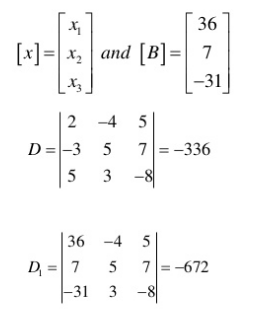 [x] = [x₁ x₂ x₃] and [B] = [36 7 −31]
D = |2 −4 5
−3 5 7
5 3 −8| = −336
D₁ = |36 −4 5
7 5 7
−31 3 −8| = −672